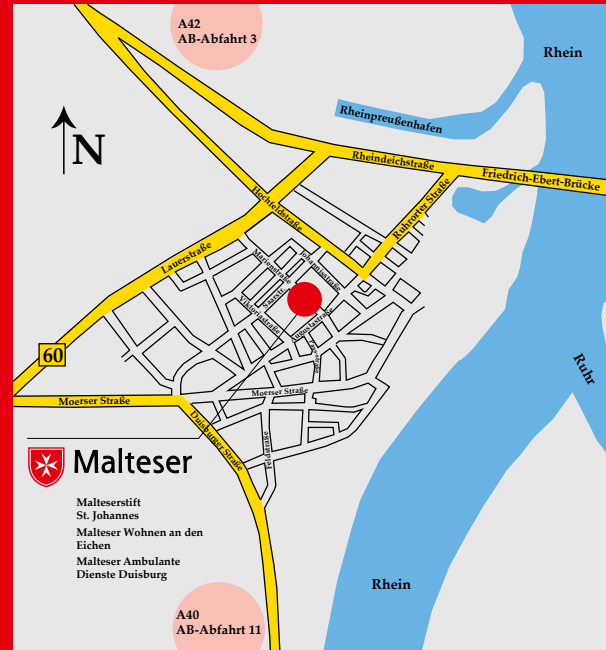 A42
AB-Abfahrt 3
Rhein
Rheinpreußenhafen
N
Rheindeichstraße
Friedrich-Ebert-Brücke
Hochfeldstraße
Ruhrorter Straße
Lauerstraße
Marienstraße
Johannisstraße
Saarstr.
Viktoriastraße
Augustastraße
60
Ruhr
Moerser Straße
Moerser Straße
Duisburger Straße
Feldstraße
Malteser
Malteserstift
St. Johannes
Malteser Wohnen an den
Eichen
Malteser Ambulante
Dienste Duisburg
Rhein
A40
AB-Abfahrt 11